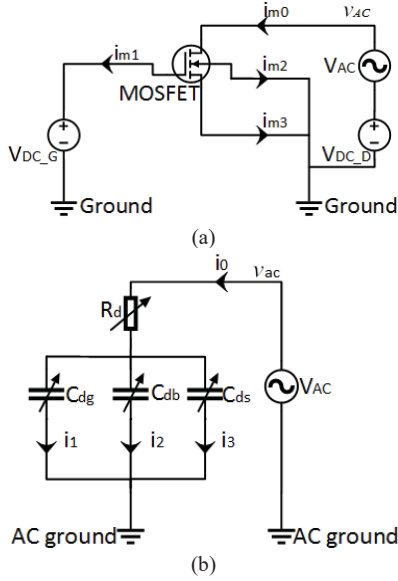 im0
vAC
im1
MOSFET
im2
VAC
im3
VDC_G
VDC_D
Ground
Ground
(a)
i0
vac
Rd
Cdg
Cdb
Cds
VAC
i1
i2
i3
AC ground
AC ground
(b)